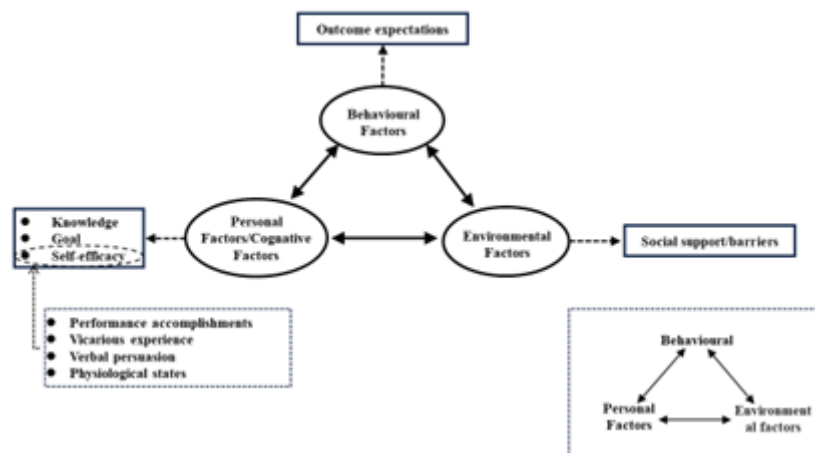 Outcome expectations
Behavioural
Factors
Knowledge
Goal
Self-efficacy
Personal
Factors/Cognative
Factors
Environmental
Factors
Social support/barriers
Performance accomplishments
Vicarious experience
Verbal persuasion
Physiological states
Behavioural
Personal
Factors
Environment
al factors